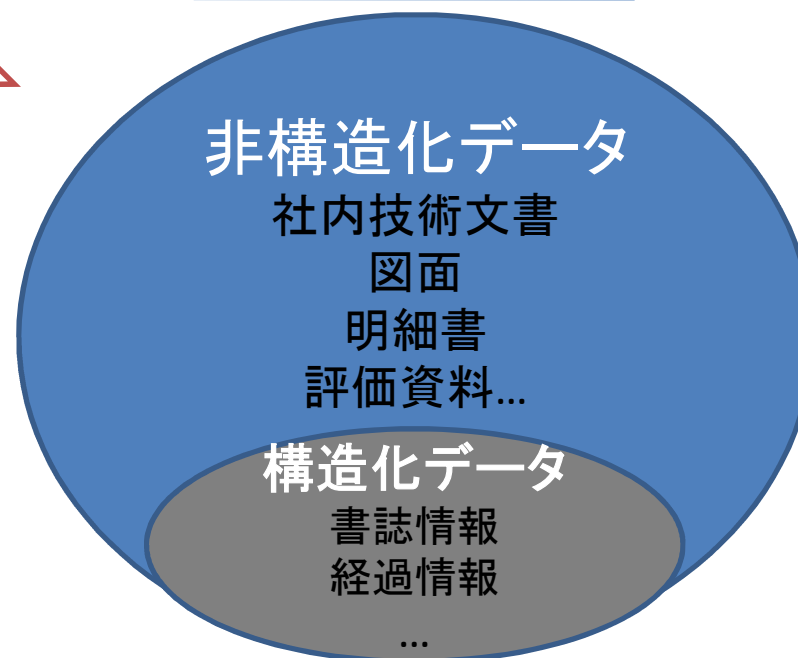 非構造化データ
社内技術文書
図面
明細書
評価資料...
構造化データ
書誌情報
経過情報
...